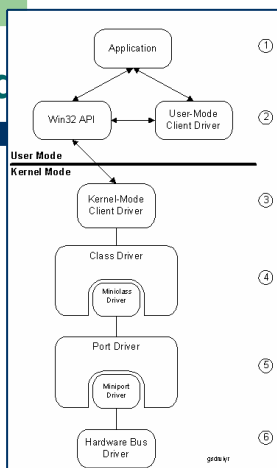 Application
1
Win32 API
User-Mode
Client Driver
2
User Mode
Kernel Mode
Kernel-Mode
Client Driver
3
Class Driver
Miniclass
Driver
4
Port Driver
Miniport
Driver
5
Hardware Bus
Driver
6